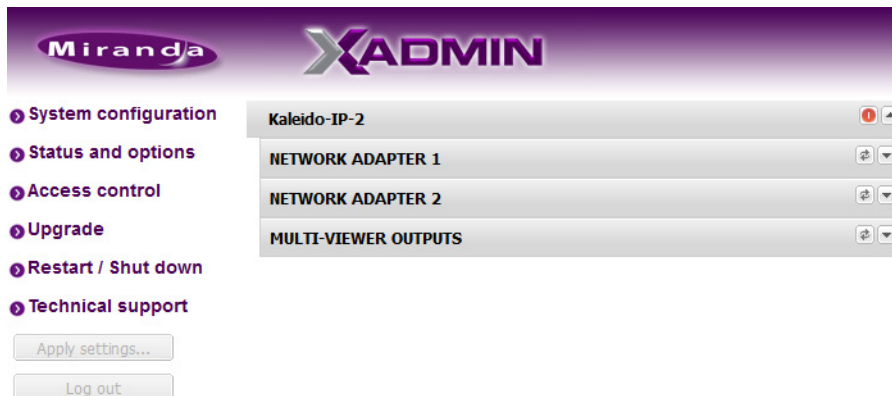 Miranda
XADMIN
System configuration
Status and options
Access control
Upgrade
Restart / Shut down
Technical support
Apply settings...
Log out
Kaleido-IP-2
NETWORK ADAPTER 1
NETWORK ADAPTER 2
MULTI-VIEWER OUTPUTS